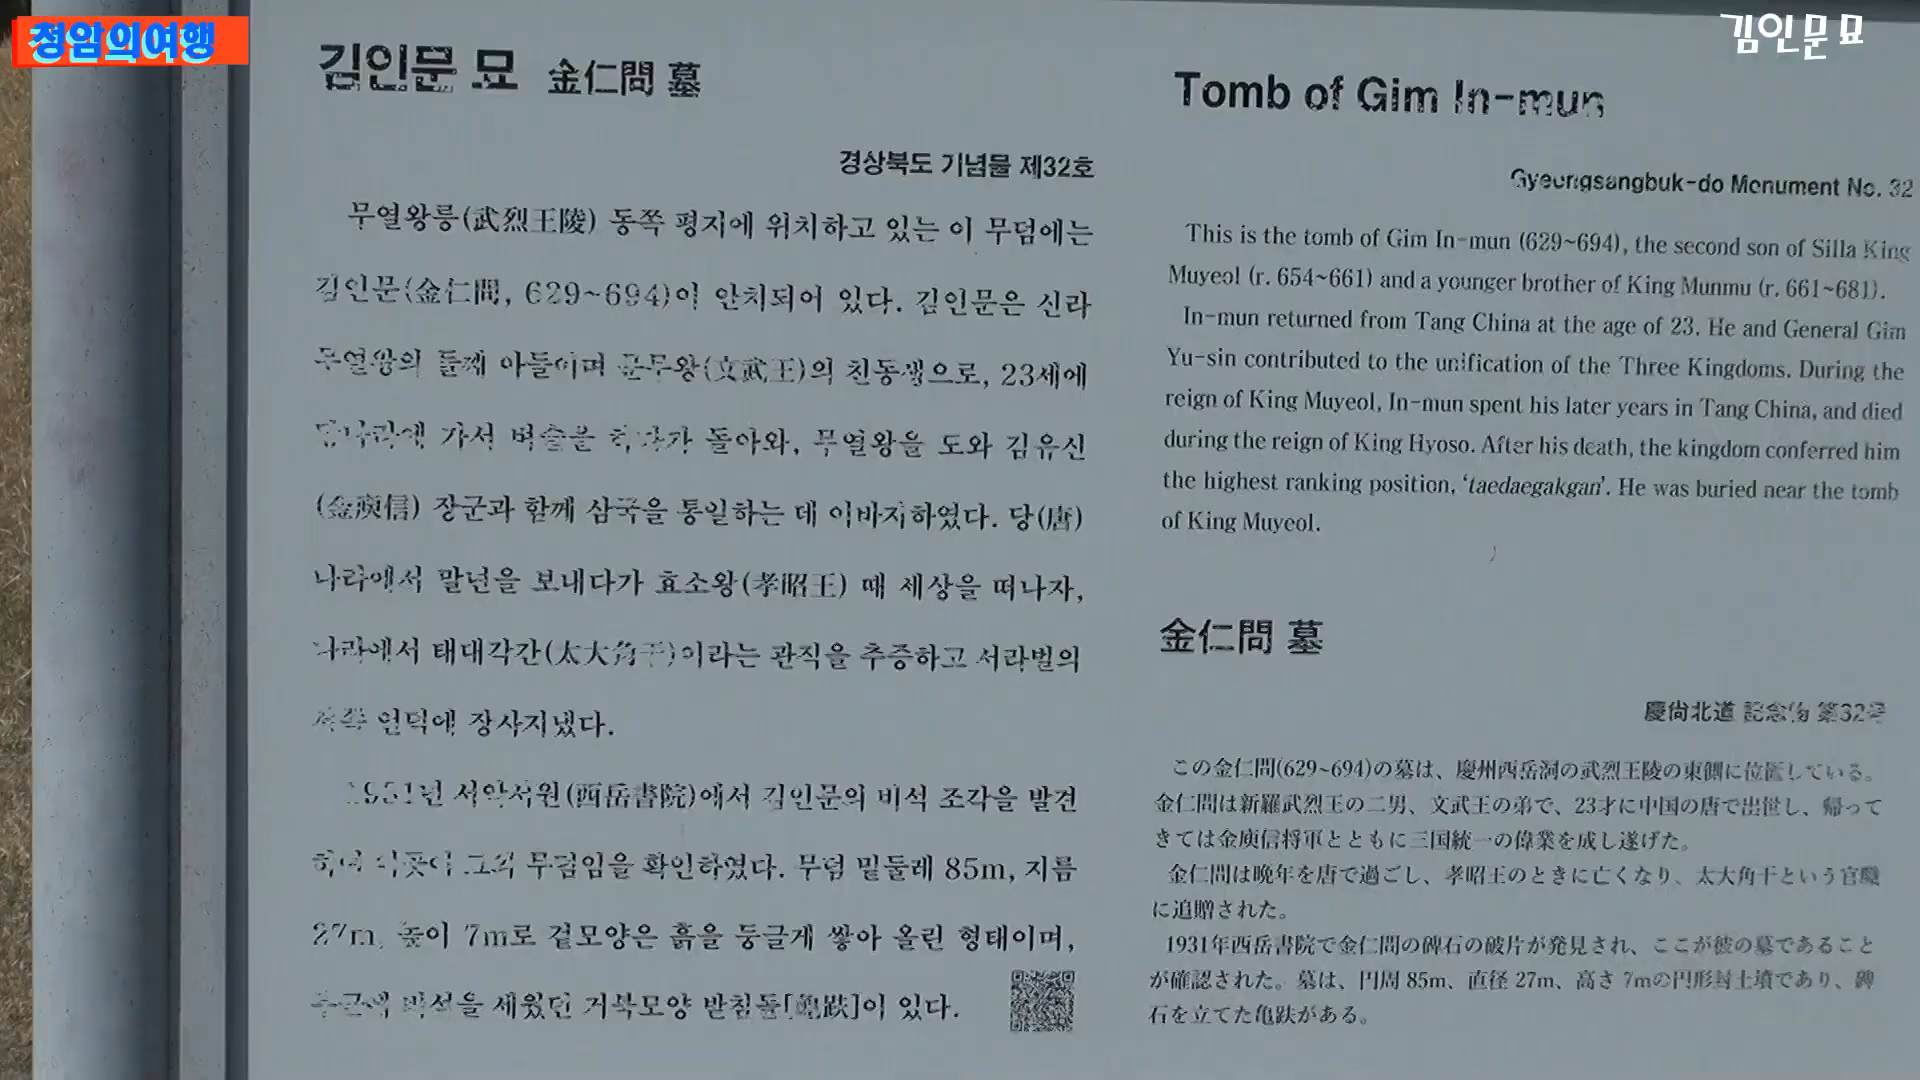 청암의여행
김인문묘
김인문 묘 金仁問 墓
경상북도 기념물 제32호
무열왕릉(武烈王陵) 동쪽 평지에 위치하고 있는 이 무덤에는
김인문(金仁問, 629~694)이 안치되어 있다. 김인문은 신라
무열왕의 둘째 아들이며 문무왕(文武王)의 친동생으로, 23세에
당나라에 가서 벼슬을 하다가 돌아와, 무열왕을 도와 김유신
(金庾信) 장군과 함께 삼국을 통일하는 데 이바지하였다. 당(唐)
나라에서 말년을 보내다가 효소왕(孝昭王) 때 세상을 떠나자,
나라에서 태대각간(太大角干)이라는 관직을 추증하고 서라벌의
서쪽 언덕에 장사지냈다.
1931년 서악서원(西岳書院)에서 김인문의 비석 조각을 발견
하여 이곳이 그의 무덤임을 확인하였다. 무덤 밑둘레 85m, 지름
27m, 높이 7m로 겉모양은 흙을 둥글게 쌓아 올린 형태이며,
부근에 비석을 세웠던 거북모양 받침돌[龜趺]이 있다.
Tomb of Gim In-mun
Gyeongsangbuk-do Monument No. 32
This is the tomb of Gim In-mun (629~694), the second son of Silla King
Muyeol (r. 654~661) and a younger brother of King Munmu (r. 661~681).
In-mun returned from Tang China at the age of 23. He and General Gim
Yu-sin contributed to the unification of the Three Kingdoms. During the
reign of King Muyeol, In-mun spent his later years in Tang China, and died
during the reign of King Hyoso. After his death, the kingdom conferred him
the highest ranking position, ‘taedaegakgan’. He was buried near the tomb
of King Muyeol.
金仁問 墓
慶尙北道 記念物 第32号
この金仁問(629~694)の墓は、慶州西岳洞の武烈王陵の東側に位置している。
金仁問は新羅武烈王の二男、文武王の弟で、23才に中国の唐で出世し、帰って
きては金庾信将軍とともに三国統一の偉業を成し遂げた。
金仁問は晩年を唐で過ごし、孝昭王のときに亡くなり、太大角干という官職
に追贈された。
1931年西岳書院で金仁問の碑石の破片が発見され、ここが彼の墓であること
が確認された。墓は、円周 85m、直径 27m、高さ 7mの円形封土墳であり、碑
石を立てた亀趺がある。